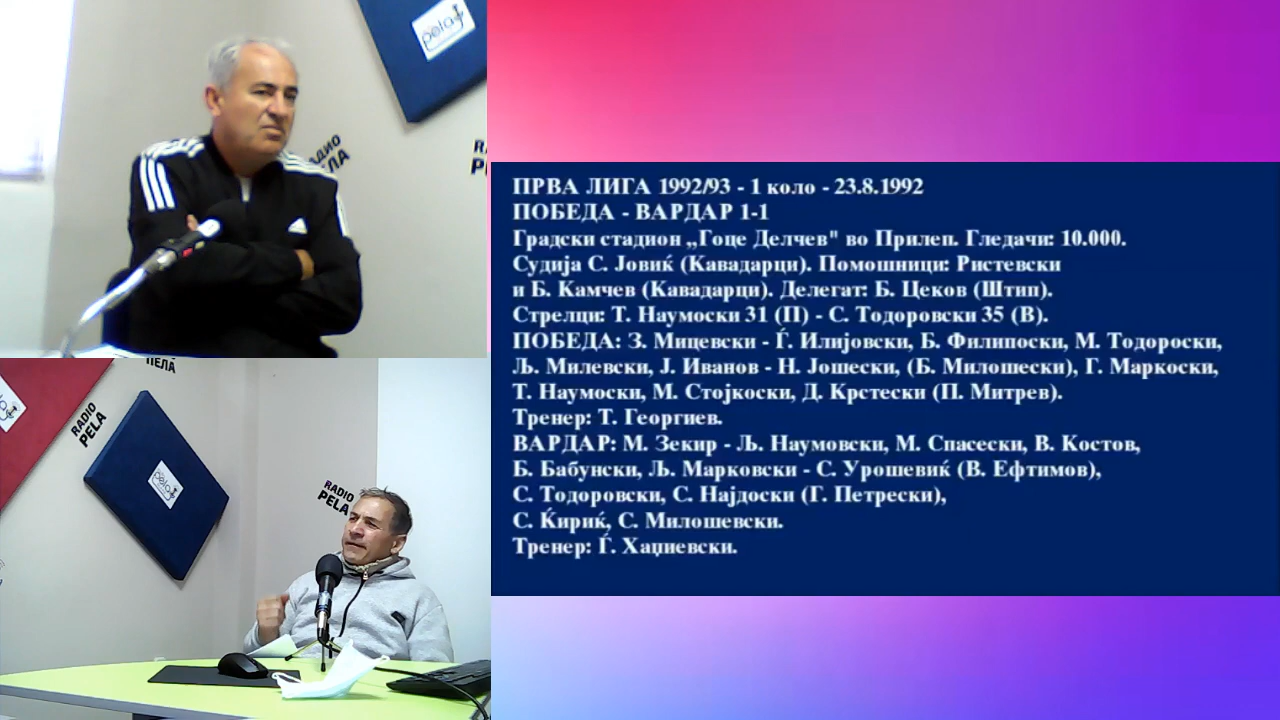 pela
РАДИО
ПЕЛА
ПРВА ЛИГА 1992/93 - 1 коло - 23.8.1992
ПОБЕДА - ВАРДАР 1-1
Градски стадион „Гоце Делчев" во Прилеп. Гледачи: 10.000.
Судија С. Јовиќ (Кавадарци). Помошници: Ристевски
и Б. Камчев (Кавадарци). Делегат: Б. Цеков (Штип).
Стрелци: Т. Наумоски 31 (П) - С. Тодоровски 35 (В).
ПОБЕДА: З. Мицевски - Ѓ. Илијовски, Б. Филипоски, М. Тодороски,
Љ. Милевски, Ј. Иванов - Н. Јошески, (Б. Милошески), Г. Маркоски,
Т. Наумоски, М. Стојкоски, Д. Крстески (П. Митрев).
Тренер: Т. Георгиев.
ВАРДАР: М. Зекир - Љ. Наумовски, М. Спасески, В. Костов,
Б. Бабунски, Љ. Марковски - С. Урошевиќ (В. Ефтимов),
С. Тодоровски, С. Најдоски (Г. Петрески),
С. Ќириќ, С. Милошевски.
Тренер: Ѓ. Хаџиевски.
ПЕЛА
RADIO
PELA
pela
RADIO
PELA